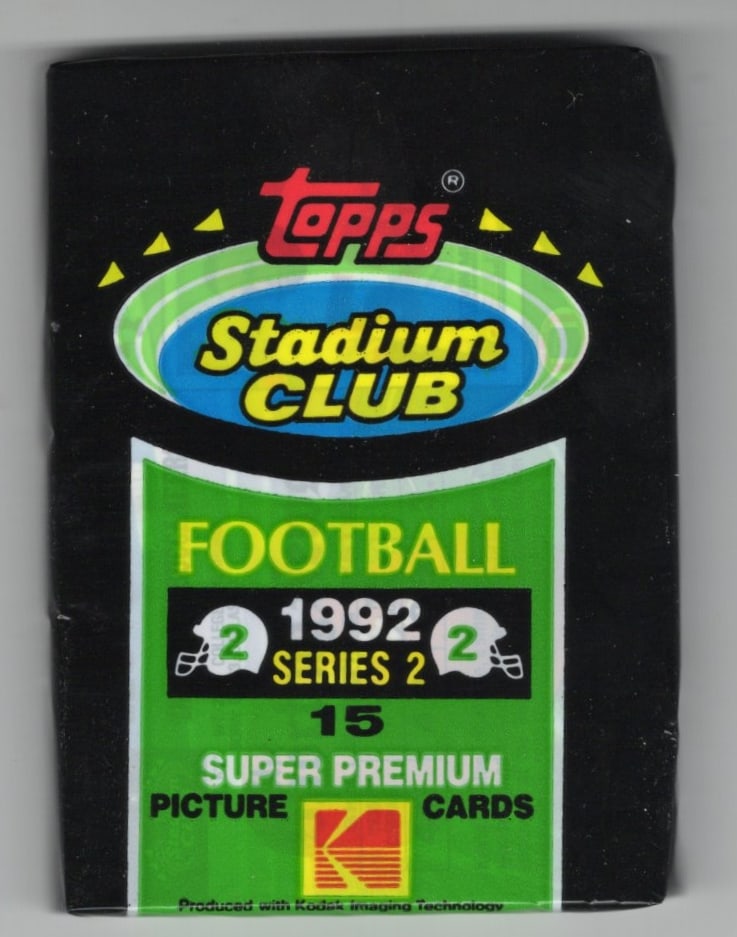 Topps ®
Stadium
CLUB
FOOTBALL
2 1992 2
SERIES 2
15
SUPER PREMIUM
PICTURE CARDS
Produced with Kodak Imaging Technology